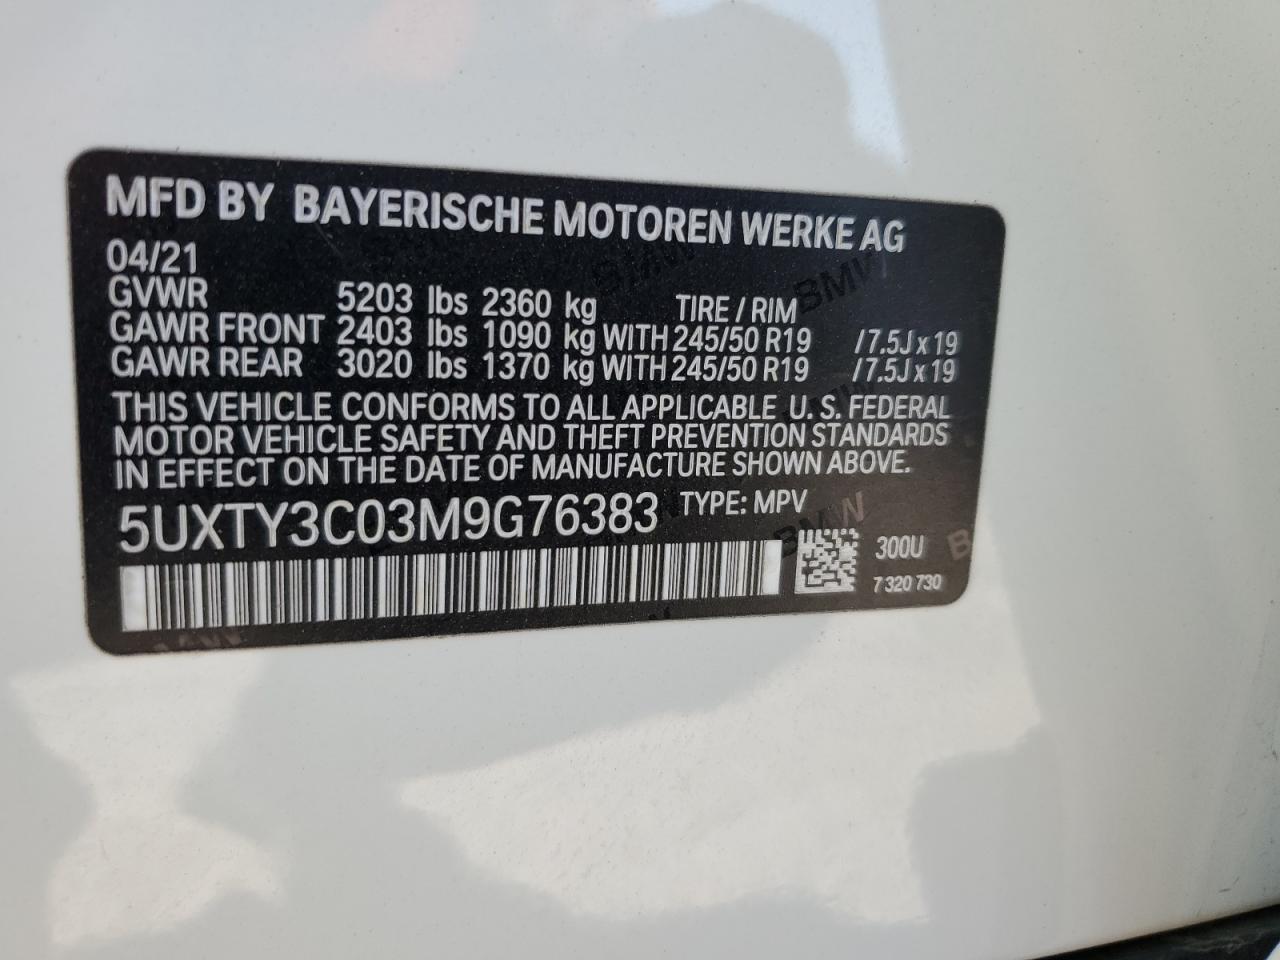 MFD BY BAYERISCHE MOTOREN WERKE AG
04/21
GVWR 5203 lbs 2360 kg TIRE / RIM
GAWR FRONT 2403 lbs 1090 kg WITH 245/50 R19 /7.5J x 19
GAWR REAR 3020 lbs 1370 kg WITH 245/50 R19 /7.5J x 19
THIS VEHICLE CONFORMS TO ALL APPLICABLE U. S. FEDERAL
MOTOR VEHICLE SAFETY AND THEFT PREVENTION STANDARDS
IN EFFECT ON THE DATE OF MANUFACTURE SHOWN ABOVE.
5UXTY3C03M9G76383 TYPE: MPV
300U
7 320 730
BMW
BMW
BMW